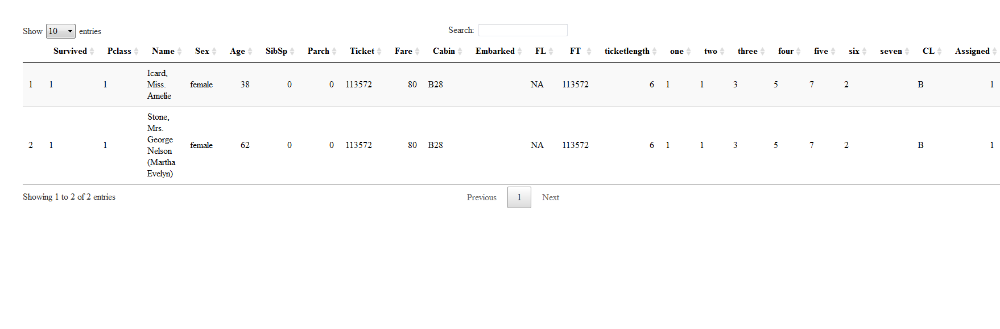 Show 10 entries Search:
Survived Pclass Name Sex Age SibSp Parch Ticket Fare Cabin Embarked FL FT ticketlength one two three four five six seven CL Assigned
1 1 1 Icard, Miss. Amelie female 38 0 0 113572 80 B28 NA 113572 6 1 1 3 5 7 2 B 1
2 1 1 Stone, Mrs. George Nelson (Martha Evelyn) female 62 0 0 113572 80 B28 NA 113572 6 1 1 3 5 7 2 B 1
Showing 1 to 2 of 2 entries Previous 1 Next